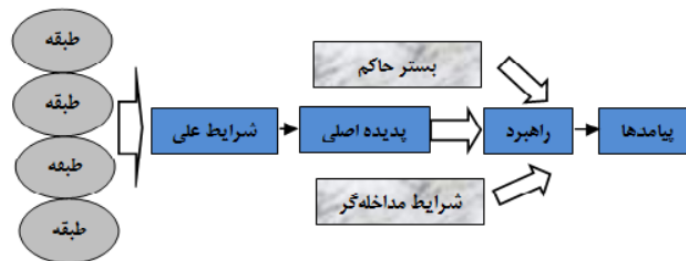 طبقه
طبقه
طبقه
طبقه
شرایط علی
پدیده اصلی
بستر حاکم
شرایط مداخله‌گر
راهبرد
پیامدها